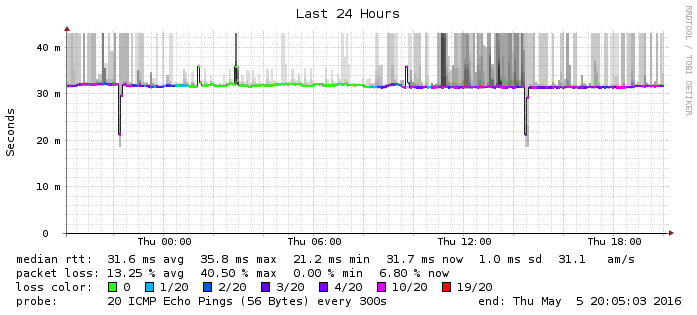 Last 24 Hours
RRDTOOL / TOBI OETIKER
Seconds
40 m
30 m
20 m
10 m
0
Thu 00:00 Thu 06:00 Thu 12:00 Thu 18:00
median rtt: 31.6 ms avg 35.8 ms max 21.2 ms min 31.7 ms now 1.0 ms sd 31.1 am/s
packet loss: 13.25 % avg 40.50 % max 0.00 % min 6.80 % now
loss color: 0 1/20 2/20 3/20 4/20 10/20 19/20
probe: 20 ICMP Echo Pings (56 Bytes) every 300s end: Thu May 5 20:05:03 2016